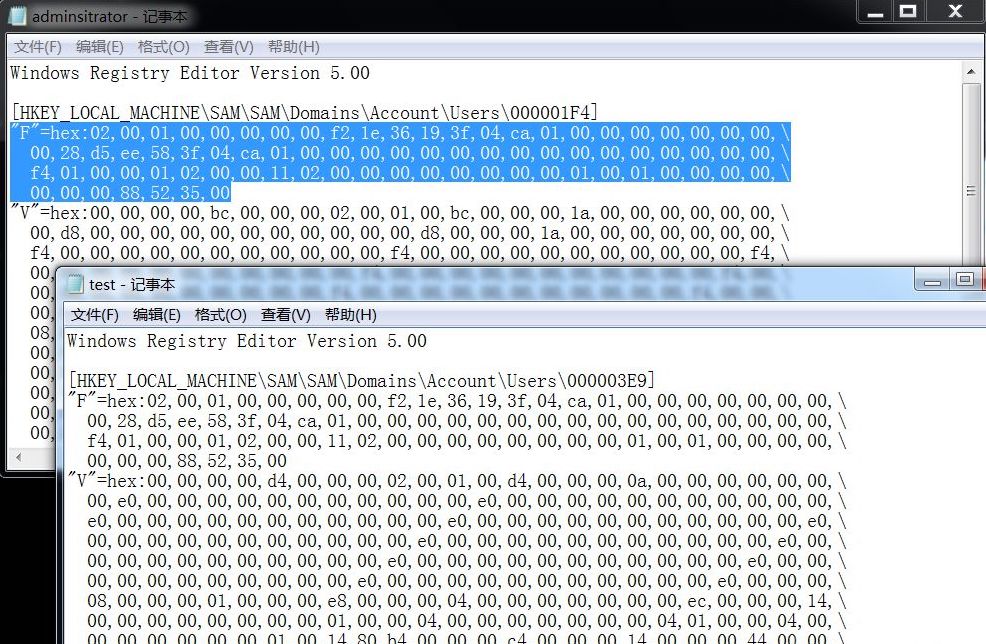 adminsitrator - 记事本
文件(F) 编辑(E) 格式(O) 查看(V) 帮助(H)
Windows Registry Editor Version 5.00
[HKEY_LOCAL_MACHINE\SAM\SAM\Domains\Account\Users\000001F4]
"F"=hex:02,00,01,00,00,00,00,00,f2,1e,36,19,3f,04,ca,01,00,00,00,00,00,00,00,\
00,28,d5,ee,58,3f,04,ca,01,00,00,00,00,00,00,00,00,00,00,00,00,00,00,00,00,\
f4,01,00,00,01,02,00,00,11,02,00,00,00,00,00,00,00,00,01,00,01,00,00,00,00,\
00,00,00,88,52,35,00
"V"=hex:00,00,00,00,bc,00,00,00,02,00,01,00,bc,00,00,00,1a,00,00,00,00,00,00,\
00,d8,00,00,00,00,00,00,00,00,00,00,00,00,d8,00,00,00,1a,00,00,00,00,00,00,00,\
f4,00,00,00,00,00,00,00,00,00,00,00,f4,00,00,00,00,00,00,00,00,00,00,00,f4,\
00,
00,
00,
08,
00,
00,
00,
00,
00,
test - 记事本
文件(F) 编辑(E) 格式(O) 查看(V) 帮助(H)
Windows Registry Editor Version 5.00
[HKEY_LOCAL_MACHINE\SAM\SAM\Domains\Account\Users\000003E9]
"F"=hex:02,00,01,00,00,00,00,00,f2,1e,36,19,3f,04,ca,01,00,00,00,00,00,00,00,\
00,28,d5,ee,58,3f,04,ca,01,00,00,00,00,00,00,00,00,00,00,00,00,00,00,00,00,\
f4,01,00,00,01,02,00,00,11,02,00,00,00,00,00,00,00,00,01,00,01,00,00,00,00,\
00,00,00,88,52,35,00
"V"=hex:00,00,00,00,d4,00,00,00,02,00,01,00,d4,00,00,00,0a,00,00,00,00,00,00,\
00,e0,00,00,00,00,00,00,00,00,00,00,00,00,e0,00,00,00,00,00,00,00,00,00,00,00,\
e0,00,00,00,00,00,00,00,00,00,00,00,e0,00,00,00,00,00,00,00,00,00,00,00,e0,\
00,00,00,00,00,00,00,00,00,00,00,e0,00,00,00,00,00,00,00,00,00,00,00,e0,00,\
00,00,00,00,00,00,00,00,00,00,e0,00,00,00,00,00,00,00,00,00,00,00,e0,00,00,\
00,00,00,00,00,00,00,00,00,e0,00,00,00,00,00,00,00,00,00,00,00,e0,00,00,00,\
08,00,00,00,01,00,00,00,e8,00,00,00,04,00,00,00,00,00,00,00,ec,00,00,00,14,\
00,00,00,00,00,00,00,00,01,00,00,04,00,00,00,00,00,00,00,04,01,00,00,04,00,\
00,00,00,00,00,00,01,00,14,80,b4,00,00,00,c4,00,00,00,14,00,00,00,44,00,00,